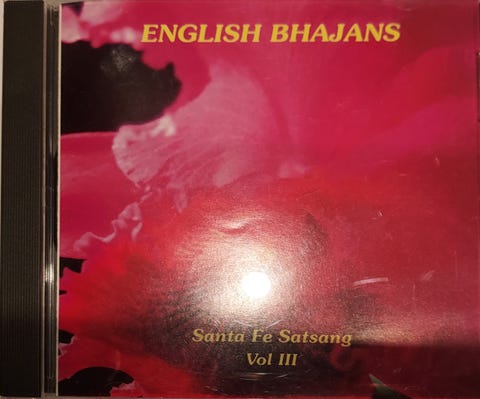 ENGLISH BHAJANS
Santa Fe Satsang
Vol III